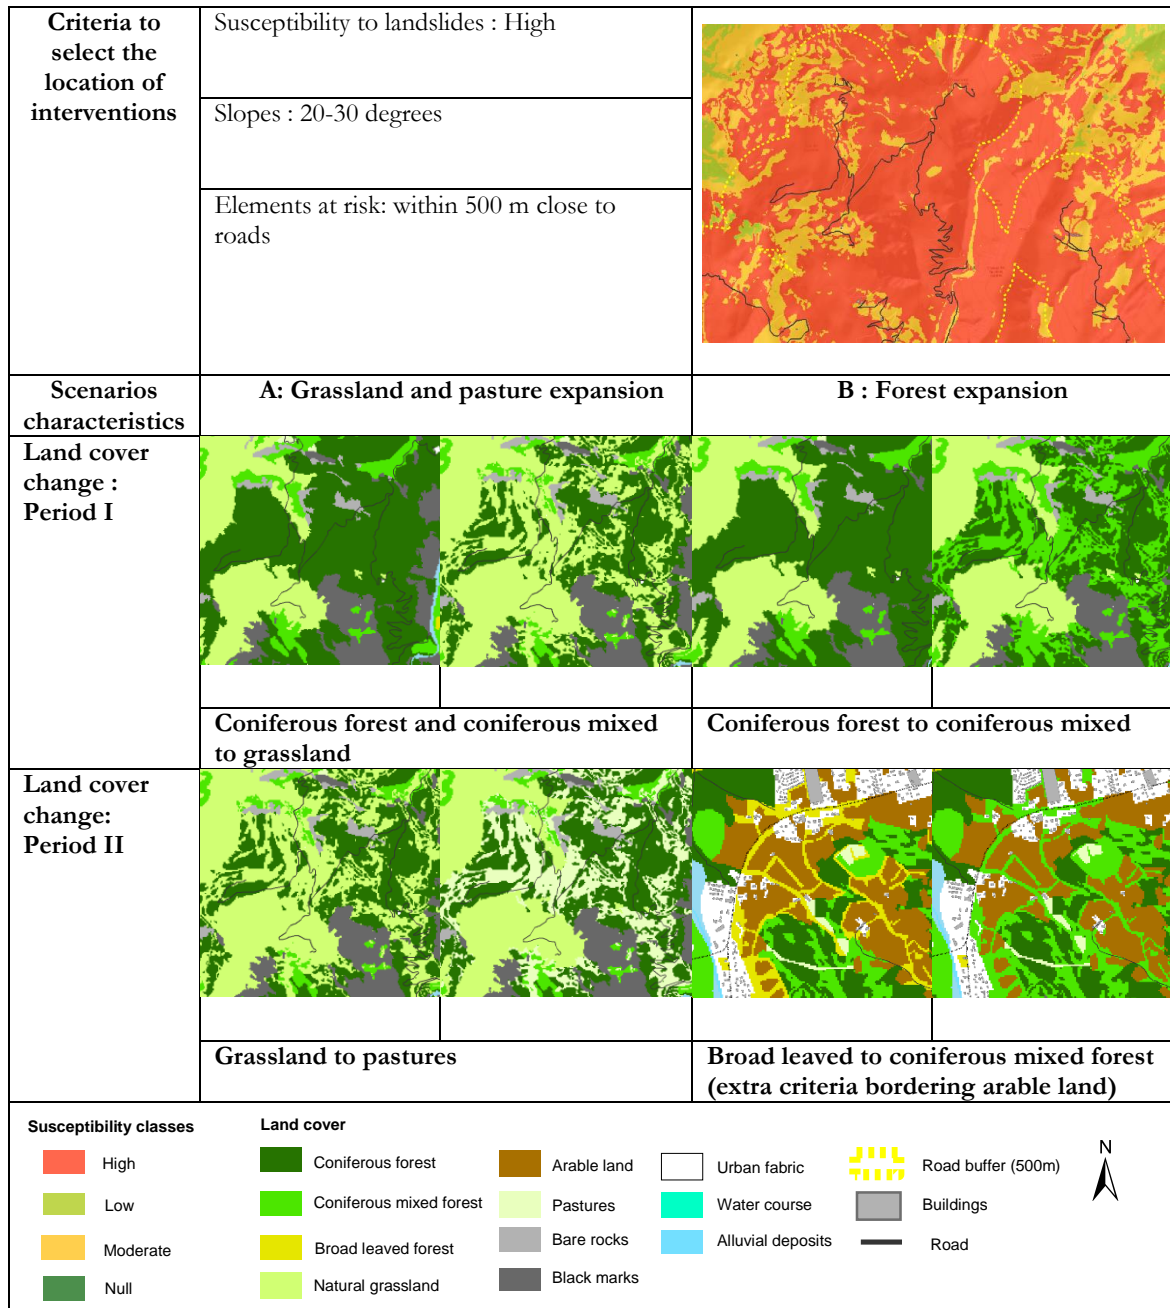 Criteria to
select the
location of
interventions
Susceptibility to landslides : High
Slopes : 20-30 degrees
Elements at risk: within 500 m close to
roads
Scenarios
characteristics
A: Grassland and pasture expansion
B : Forest expansion
Land cover
change :
Period I
Coniferous forest and coniferous mixed
to grassland
Coniferous forest to coniferous mixed
Land cover
change:
Period II
Grassland to pastures
Broad leaved to coniferous mixed forest
(extra criteria bordering arable land)
Susceptibility classes
High
Low
Moderate
Null
Land cover
Coniferous forest
Coniferous mixed forest
Broad leaved forest
Natural grassland
Arable land
Pastures
Bare rocks
Black marks
Urban fabric
Water course
Alluvial deposits
Road buffer (500m)
Buildings
Road
N